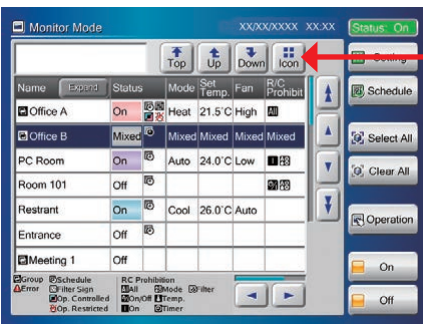 Monitor Mode XX/XX/XXXX XX:XX Status: On
Top Up Down Icon
Name Expand Status Mode Set Temp. Fan R/C Prohibit
Office A On Heat 21.5°C High
Office B Mixed Mixed Mixed Mixed Mixed
PC Room On Auto 24.0°C Low
Room 101 Off
Restrant On Cool 26.0°C Auto
Entrance Off
Meeting 1 Off
Schedule
Select All
Clear All
Operation
On
Off
Group Schedule RC Prohibition
Error Filter Sign All Mode Filter
Op. Controlled On/Off Temp.
Op. Restricted On Timer